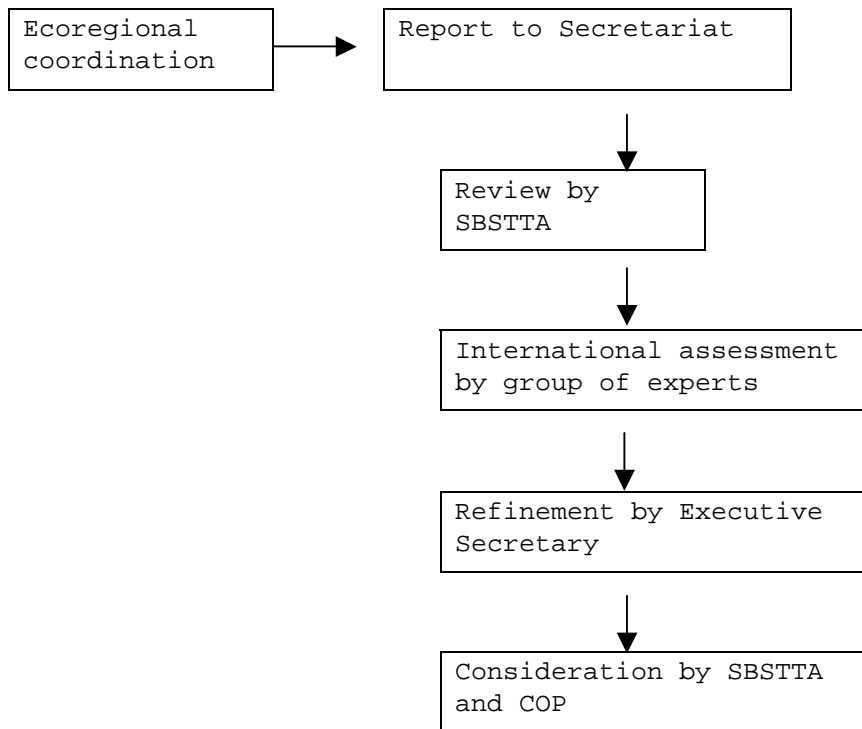 Ecoregional
coordination
Report to Secretariat
Review by
SBSTTA
International assessment
by group of experts
Refinement by Executive
Secretary
Consideration by SBSTTA
and COP